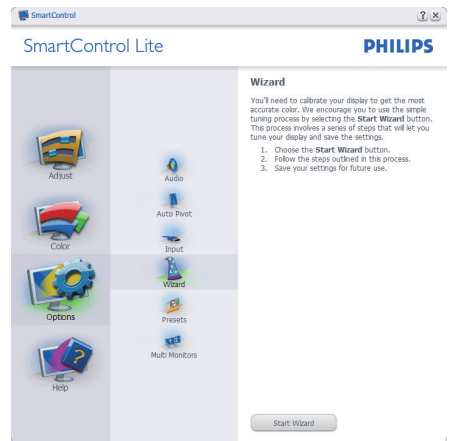 SmartControl
SmartControl Lite
PHILIPS
Adjust
Color
Options
Help
Audio
Auto Pivot
Input
Wizard
Presets
Multi Monitors
Wizard
You'll need to calibrate your display to get the most
accurate color. We encourage you to use the simple
tuning process by selecting the Start Wizard button.
This process involves a series of steps that will let you
tune your display and save the settings.
1. Choose the Start Wizard button.
2. Follow the steps outlined in this process.
3. Save your settings for future use.
Start Wizard